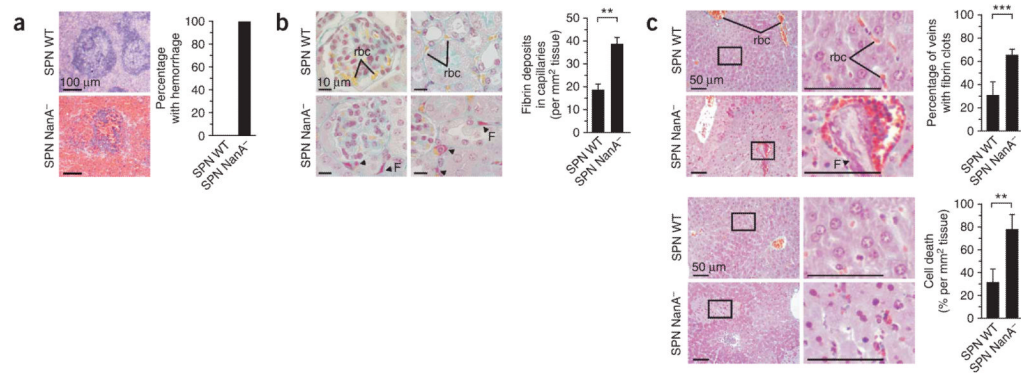 a
SPN WT
100 μm
SPN NanA⁻
Percentage
with hemorrhage
100
80
60
40
20
0
SPN WT
SPN NanA⁻
b
SPN WT
rbc
10 μm
rbc
SPN NanA⁻
F
F
Fibrin deposits
in capillaries
(per mm² tissue)
50
40
30
20
10
0
**
SPN WT
SPN NanA⁻
c
SPN WT
rbc
50 μm
rbc
SPN NanA⁻
F
Percentage of veins
with fibrin clots
100
80
60
40
20
0
***
SPN WT
SPN NanA⁻
SPN WT
50 μm
SPN NanA⁻
Cell death
(% per mm² tissue)
100
80
60
40
20
0
**
SPN WT
SPN NanA⁻